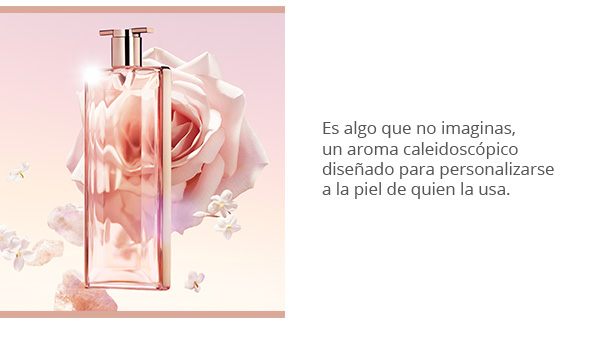 Es algo que no imaginas,
un aroma caleidoscópico
diseñado para personalizarse
a la piel de quien la usa.